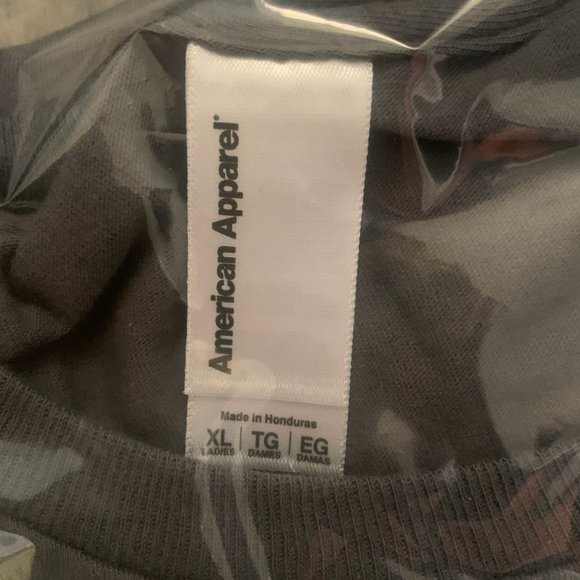 American Apparel®
Made in Honduras
XL | TG | EG
LADIES DAMES DAMAS